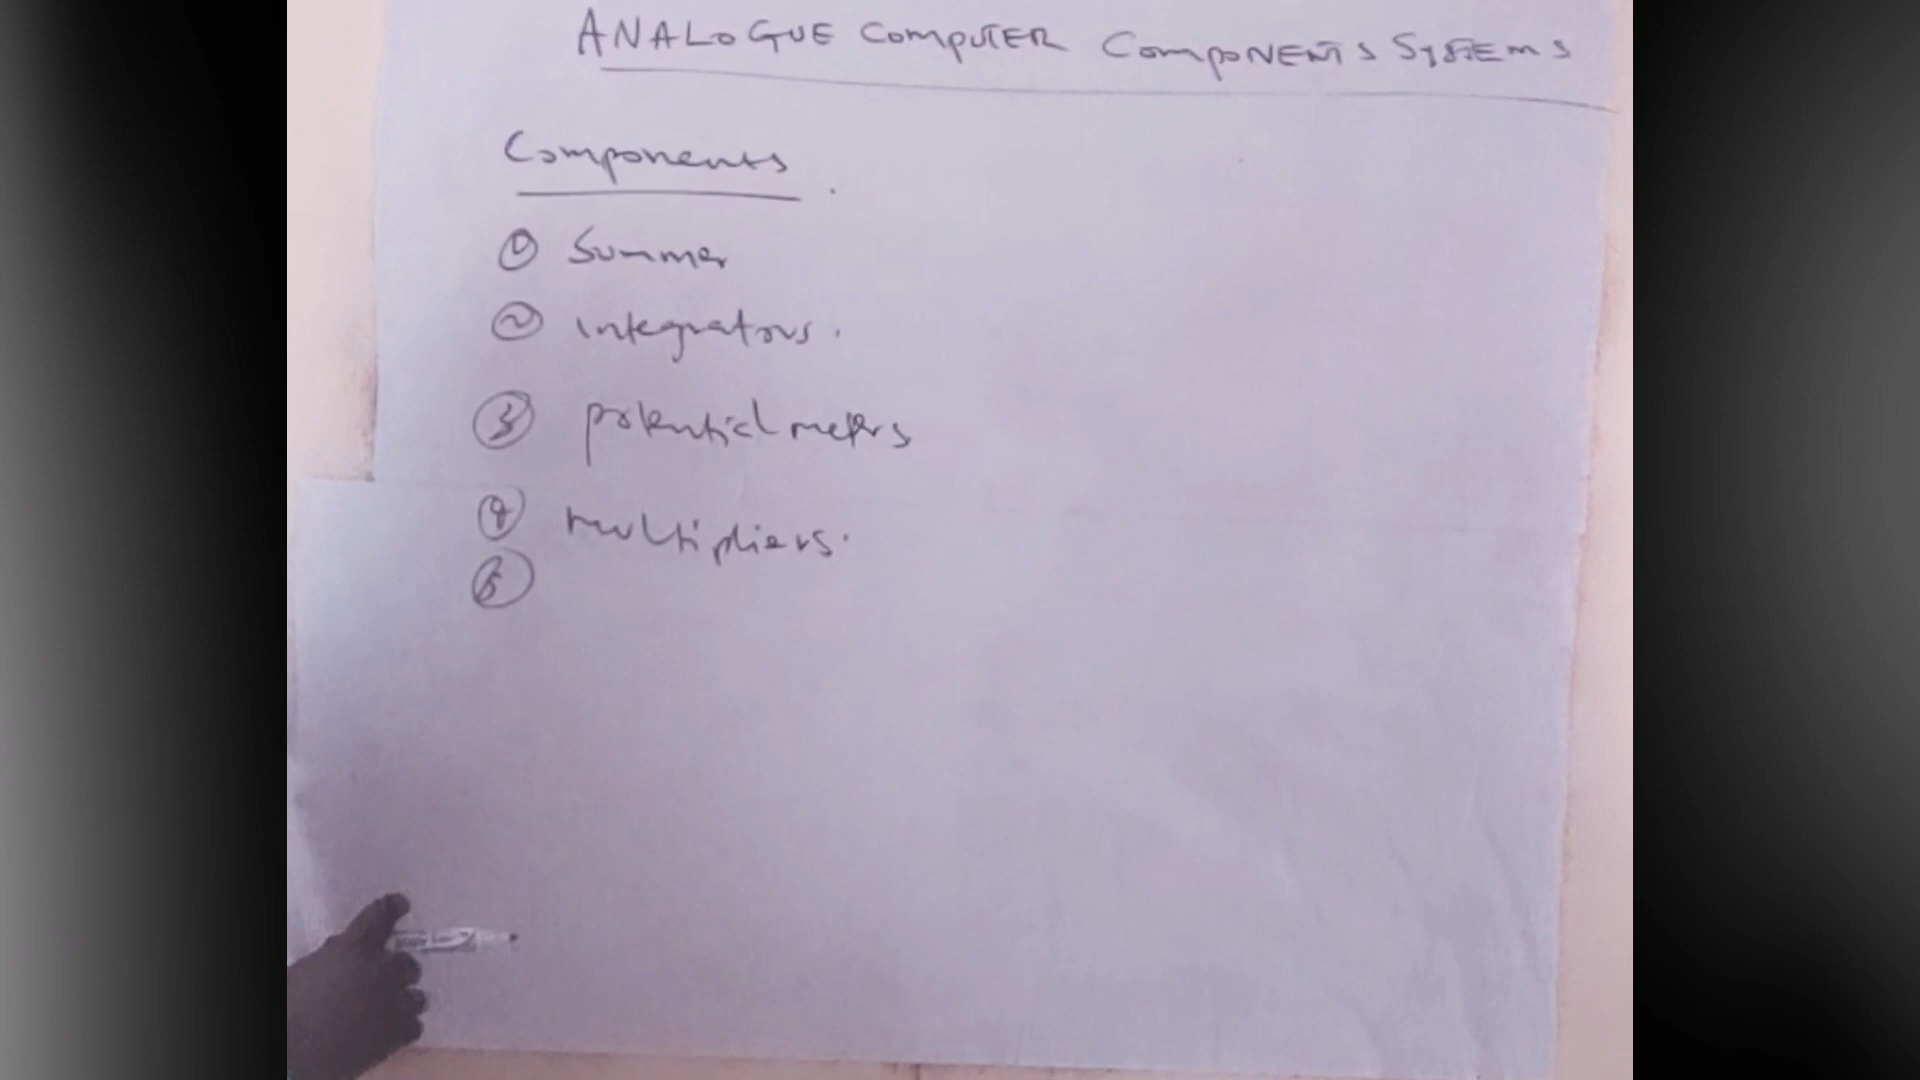 ANALOGUE COMPUTER COMPONENTS SYSTEMS
Components
① Summer
② integrators.
③ potential meters
④ multipliers.
⑤